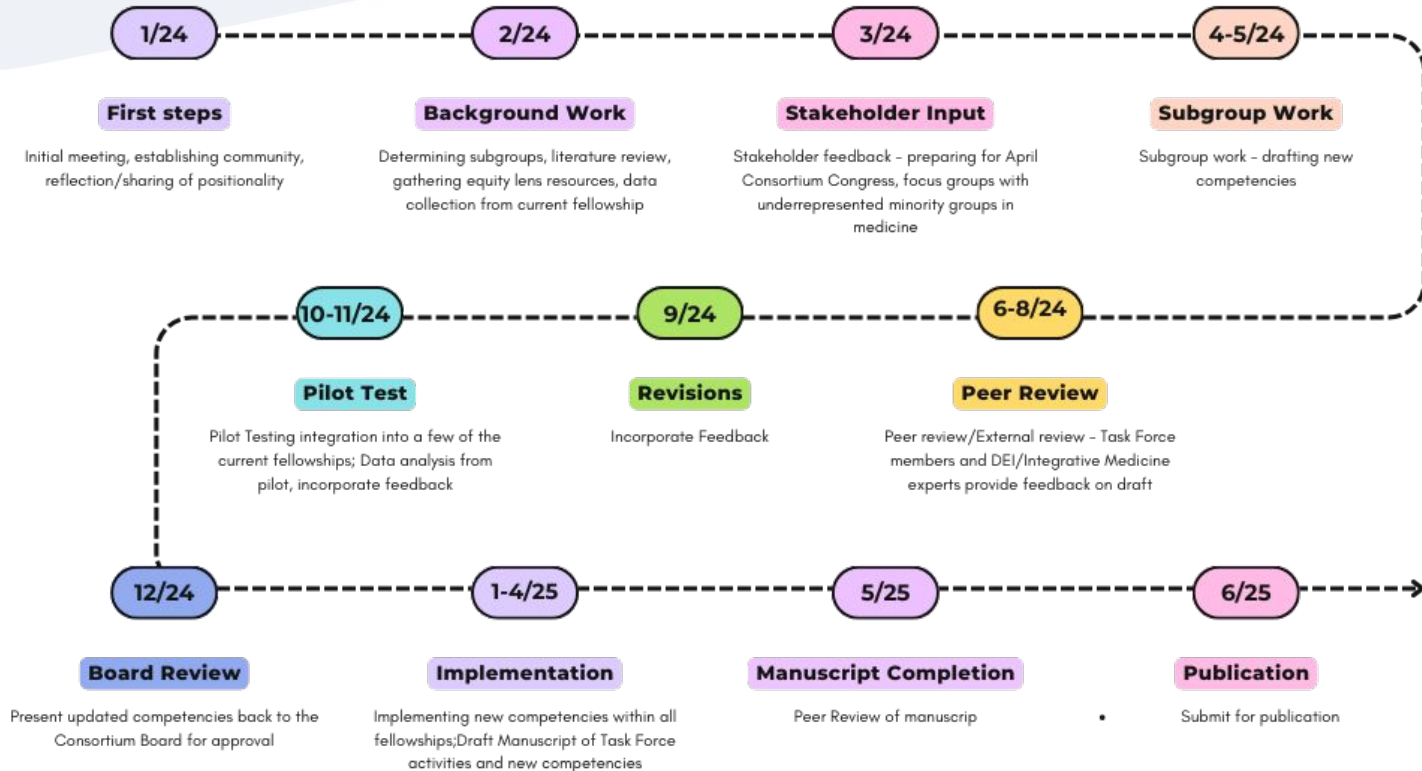 1/24
First steps
Initial meeting, establishing community,
reflection/sharing of positionality
2/24
Background Work
Determining subgroups, literature review,
gathering equity lens resources, data
collection from current fellowship
3/24
Stakeholder Input
Stakeholder feedback - preparing for April
Consortium Congress, focus groups with
underrepresented minority groups in
medicine
4-5/24
Subgroup Work
Subgroup work - drafting new
competencies
6-8/24
Peer Review
Peer review/External review - Task Force
members and DEI/Integrative Medicine
experts provide feedback on draft
9/24
Revisions
Incorporate Feedback
10-11/24
Pilot Test
Pilot Testing integration into a few of the
current fellowships; Data analysis from
pilot, incorporate feedback
12/24
Board Review
Present updated competencies back to the
Consortium Board for approval
1-4/25
Implementation
Implementing new competencies within all
fellowships;Draft Manuscript of Task Force
activities and new competencies
5/25
Manuscript Completion
Peer Review of manuscrip
6/25
Publication
• Submit for publication